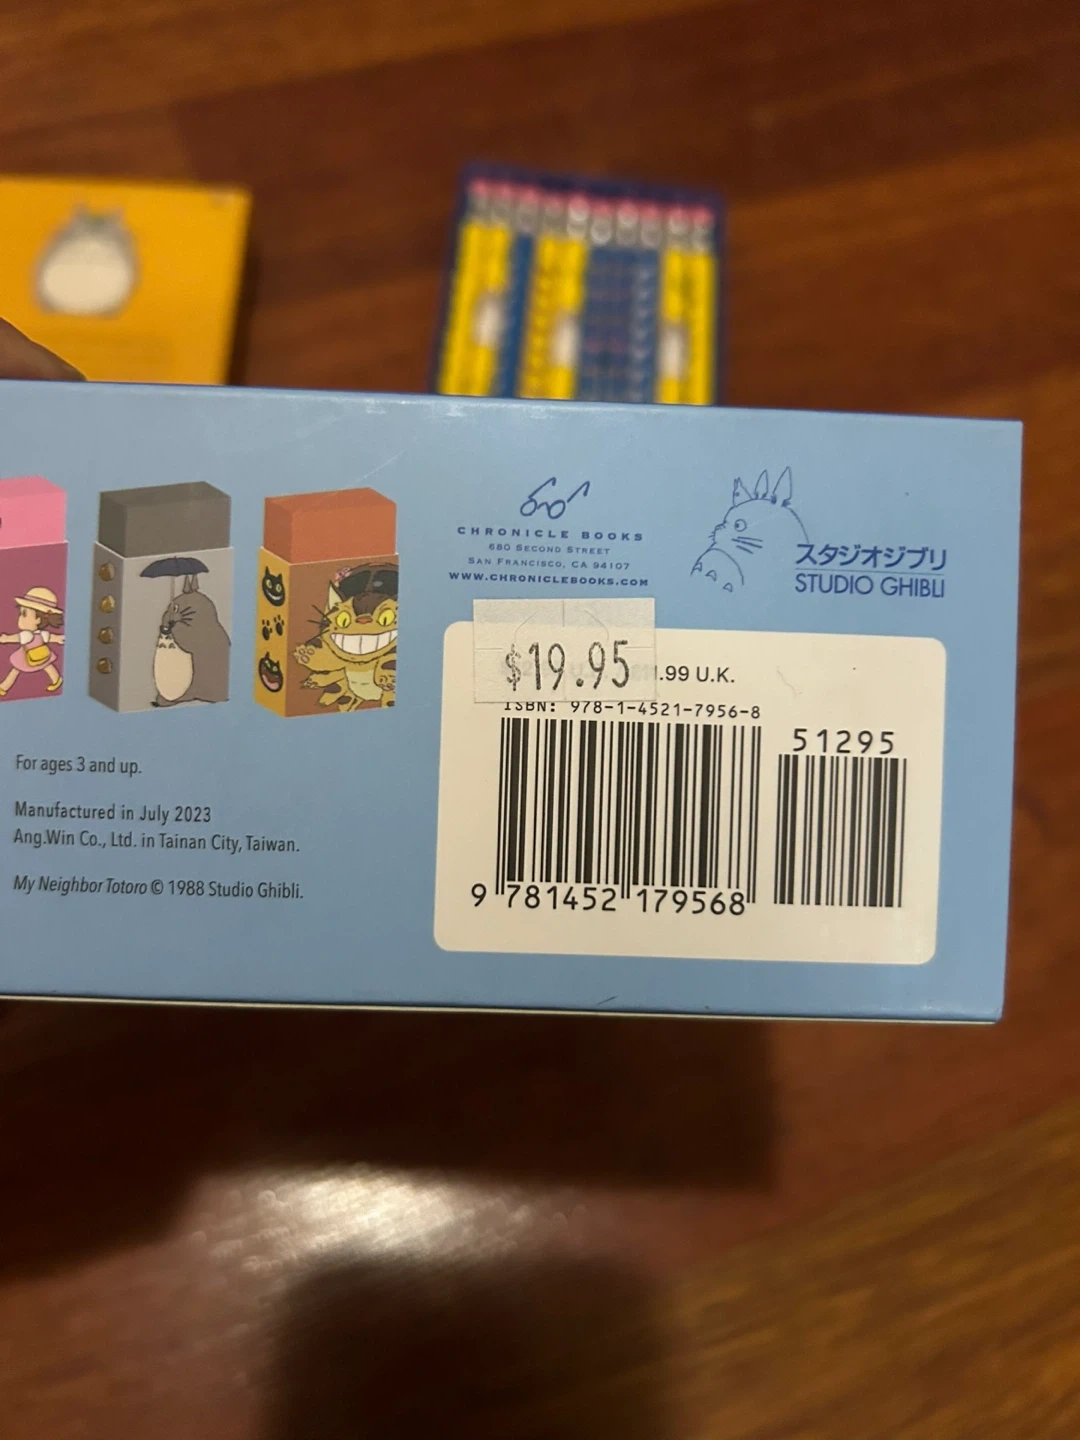 CHRONICLE BOOKS
680 SECOND STREET
SAN FRANCISCO, CA 94107
WWW.CHRONICLEBOOKS.COM
スタジオジブリ
STUDIO GHIBLI
$19.95
.99 U.K.
ISBN: 978-1-4521-7956-8
51295
9 781452 179568
For ages 3 and up.
Manufactured in July 2023
Ang.Win Co., Ltd. in Tainan City, Taiwan.
My Neighbor Totoro © 1988 Studio Ghibli.